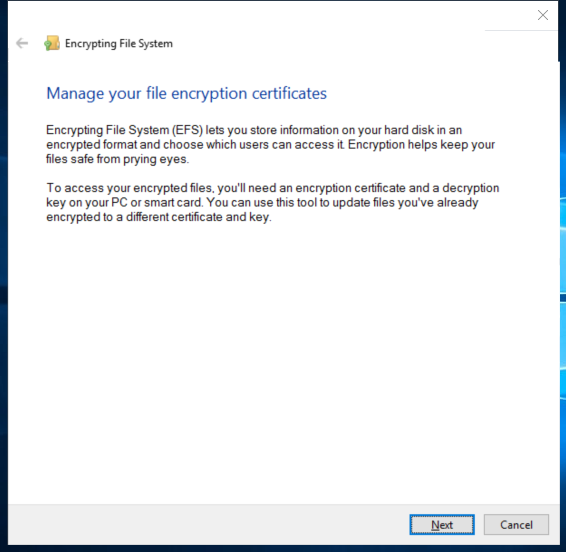 Encrypting File System
Manage your file encryption certificates
Encrypting File System (EFS) lets you store information on your hard disk in an
encrypted format and choose which users can access it. Encryption helps keep your
files safe from prying eyes.
To access your encrypted files, you'll need an encryption certificate and a decryption
key on your PC or smart card. You can use this tool to update files you've already
encrypted to a different certificate and key.
Next
Cancel